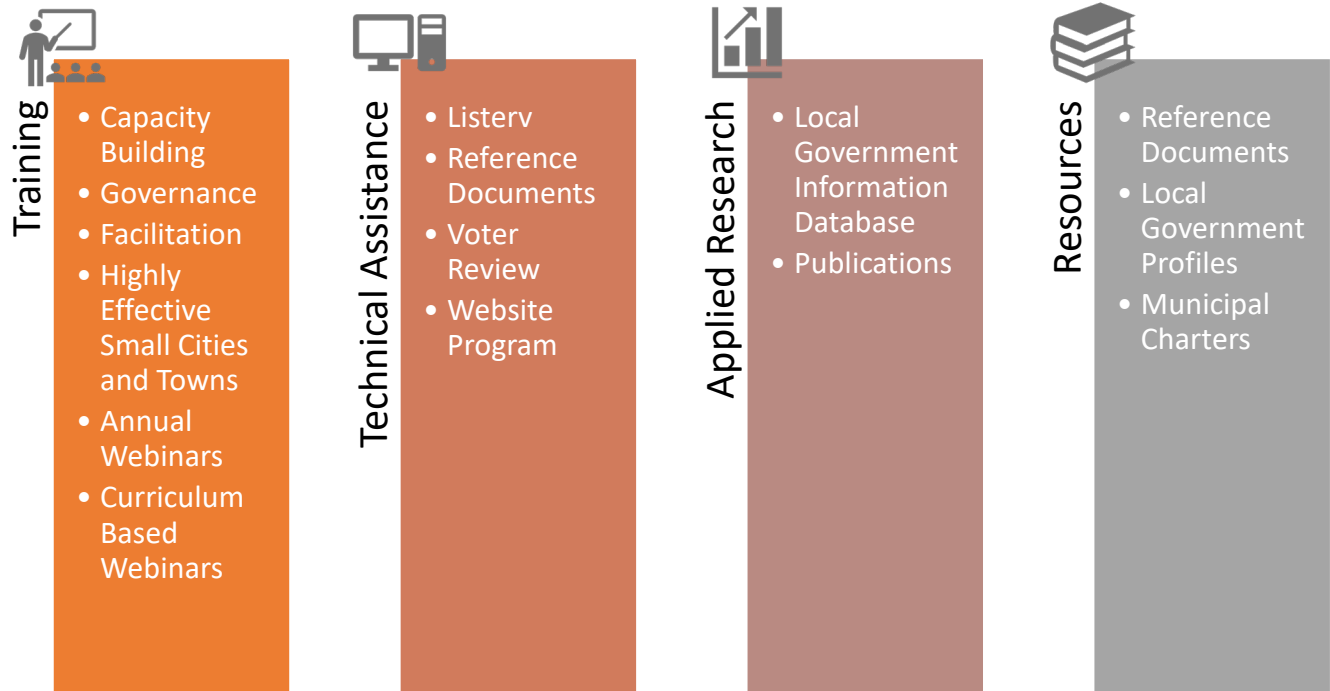 Training
• Capacity
Building
• Governance
• Facilitation
• Highly
Effective
Small Cities
and Towns
• Annual
Webinars
• Curriculum
Based
Webinars
Technical Assistance
• Listerv
• Reference
Documents
• Voter
Review
• Website
Program
Applied Research
• Local
Government
Information
Database
• Publications
Resources
• Reference
Documents
• Local
Government
Profiles
• Municipal
Charters